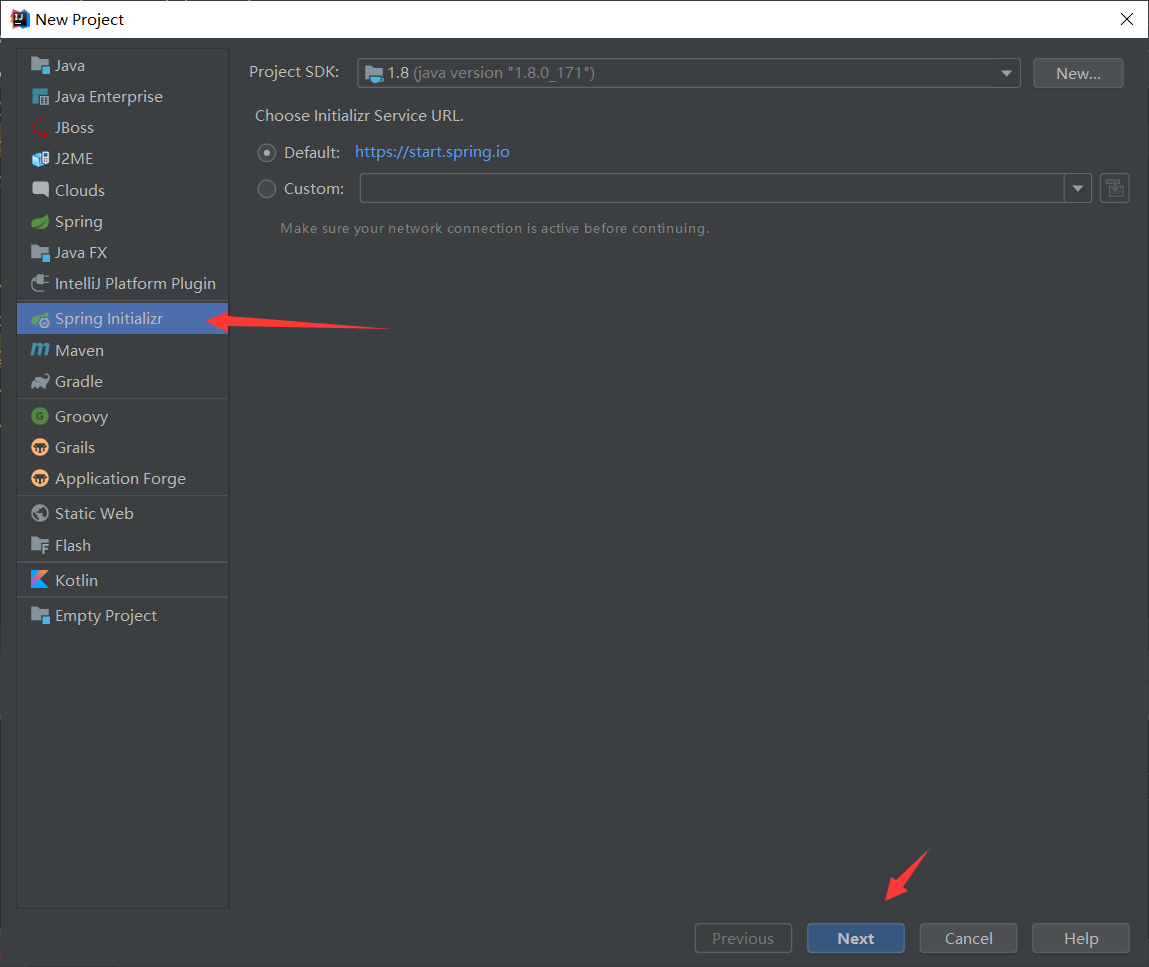 New Project
Java
Java Enterprise
JBoss
J2ME
Clouds
Spring
Java FX
IntelliJ Platform Plugin
Spring Initializr
Maven
Gradle
Groovy
Grails
Application Forge
Static Web
Flash
Kotlin
Empty Project
Project SDK: 1.8 (java version "1.8.0_171") New...
Choose Initializr Service URL.
Default: https://start.spring.io
Custom:
Make sure your network connection is active before continuing.
Previous Next Cancel Help